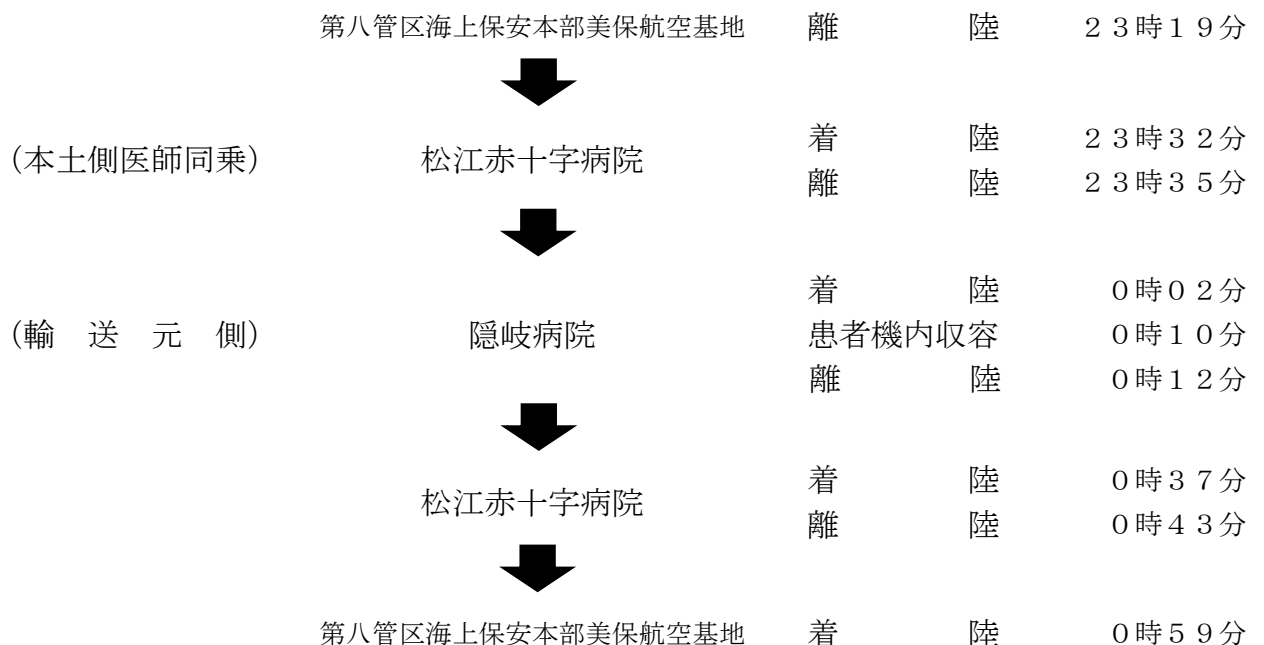 第八管区海上保安本部美保航空基地 離 陸 23時19分
着 陸 23時32分
(本土側医師同乗) 松江赤十字病院
離 陸 23時35分
着 陸 0時02分
(輸 送 元 側) 隠岐病院 患者機内収容 0時10分
離 陸 0時12分
着 陸 0時37分
松江赤十字病院
離 陸 0時43分
第八管区海上保安本部美保航空基地 着 陸 0時59分